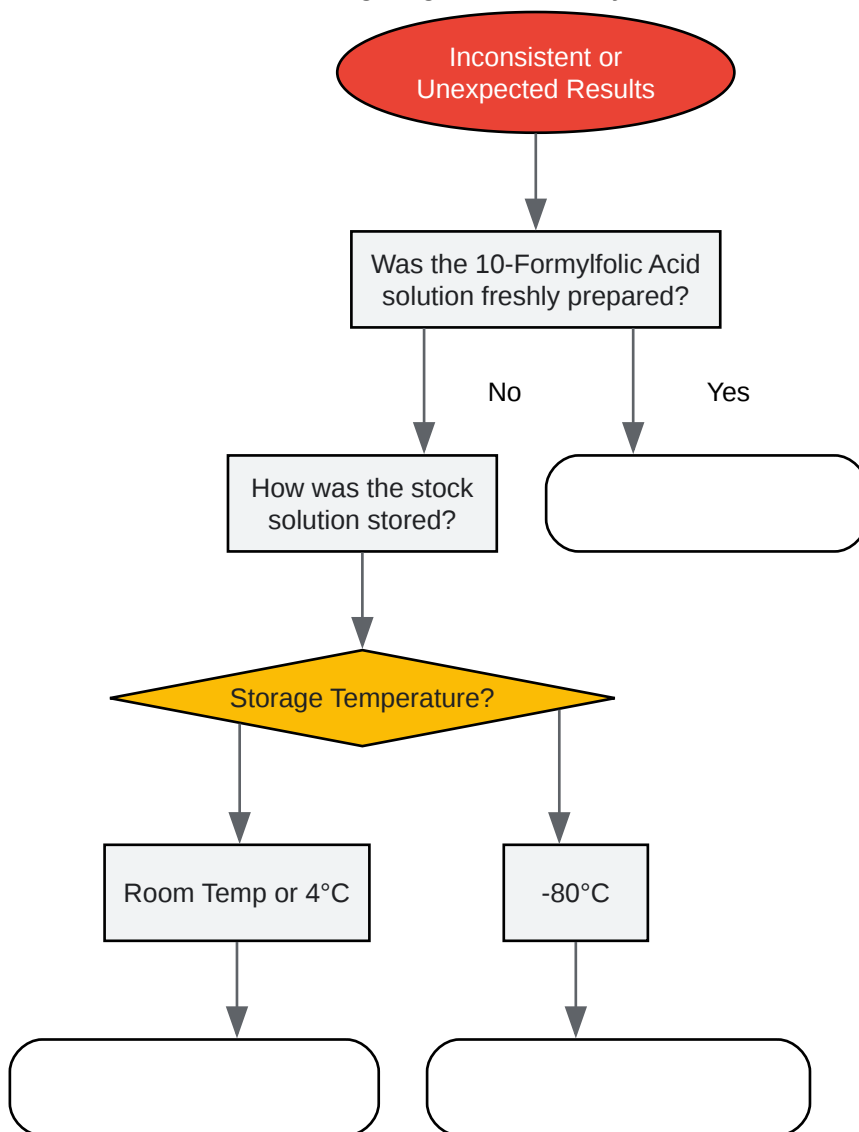 Inconsistent or
Unexpected Results
Was the 10-Formylfolic Acid
solution freshly prepared?
No
Yes
How was the stock
solution stored?
Storage Temperature?
Room Temp or 4°C
-80°C